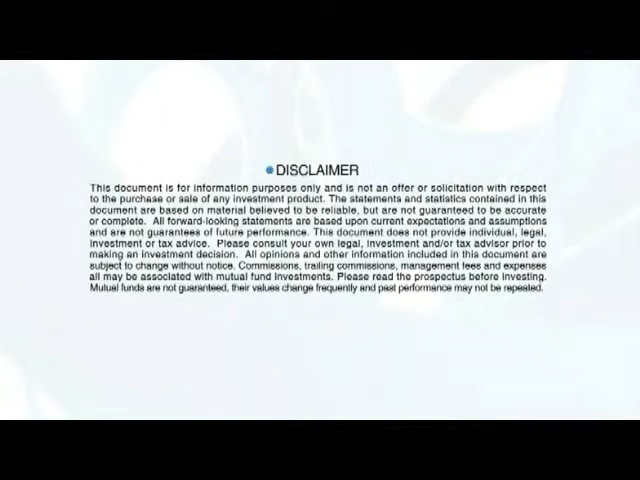 DISCLAIMER
This document is for information purposes only and is not an offer or solicitation with respect
to the purchase or sale of any investment product. The statements and statistics contained in this
document are based on material believed to be reliable, but are not guaranteed to be accurate
or complete. All forward-looking statements are based upon current expectations and assumptions
and are not guarantees of future performance. This document does not provide individual, legal,
investment or tax advice. Please consult your own legal, investment and/or tax advisor prior to
making an investment decision. All opinions and other information included in this document are
subject to change without notice. Commissions, trailing commissions, management fees and expenses
all may be associated with mutual fund investments. Please read the prospectus before investing.
Mutual funds are not guaranteed, their values change frequently and past performance may not be repeated.